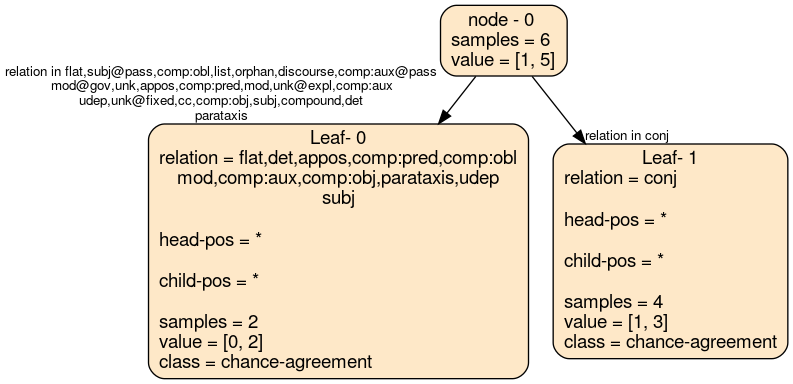 node - 0
samples = 6
value = [1, 5]
relation in flat,subj@pass,comp:obl,list,orphan,discourse,comp:aux@pass
mod@gov,unk,appos,comp:pred,mod,unk@expl,comp:aux
udep,unk@fixed,cc,comp:obj,subj,compound,det
parataxis
relation in conj
Leaf- 0
relation = flat,det,appos,comp:pred,comp:obl
mod,comp:aux,comp:obj,parataxis,udep
subj
head-pos = *
child-pos = *
samples = 2
value = [0, 2]
class = chance-agreement
Leaf- 1
relation = conj
head-pos = *
child-pos = *
samples = 4
value = [1, 3]
class = chance-agreement